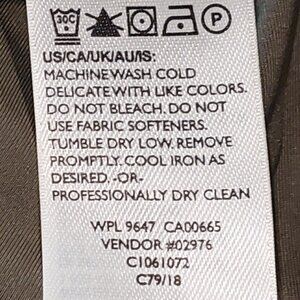 30C P
US/CA/UK/AU/IS:
MACHINE WASH COLD
DELICATE WITH LIKE COLORS.
DO NOT BLEACH. DO NOT
USE FABRIC SOFTENERS.
TUMBLE DRY LOW. REMOVE
PROMPTLY. COOL IRON AS
DESIRED. -OR-
PROFESSIONALLY DRY CLEAN
WPL 9647 CA00665
VENDOR #02976
C1061072
C79/18